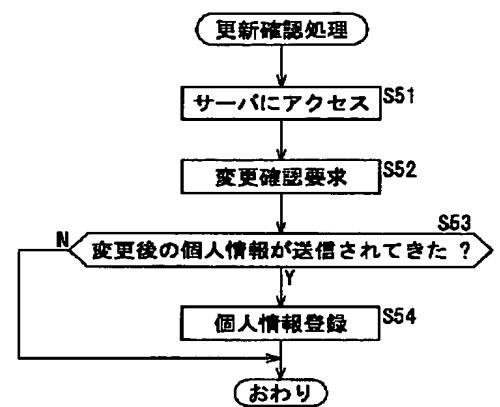 更新確認処理
サーバにアクセス S51
変更確認要求 S52
S53
N 変更後の個人情報が送信されてきた ?
Y
個人情報登録 S54
おわり